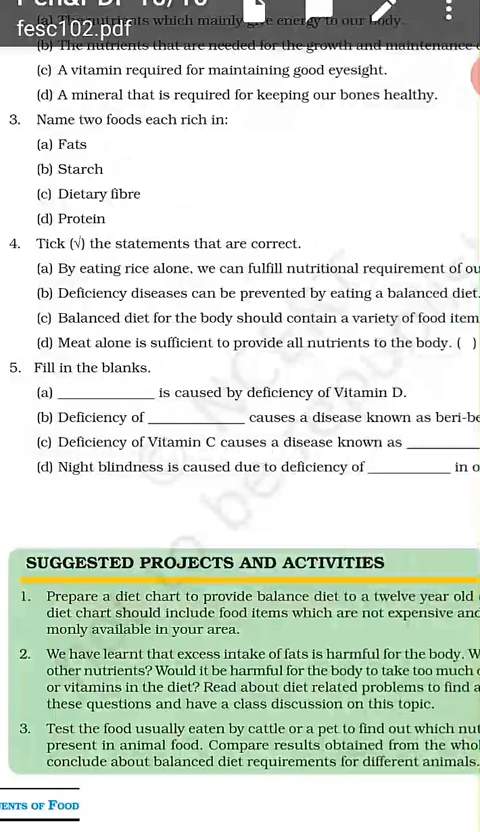 fesc102.pdf
(a) The nutrients which mainly give energy to our body.
(b) The nutrients that are needed for the growth and maintenance
(c) A vitamin required for maintaining good eyesight.
(d) A mineral that is required for keeping our bones healthy.
3. Name two foods each rich in:
(a) Fats
(b) Starch
(c) Dietary fibre
(d) Protein
4. Tick (√) the statements that are correct.
(a) By eating rice alone, we can fulfill nutritional requirement of ou
(b) Deficiency diseases can be prevented by eating a balanced diet.
(c) Balanced diet for the body should contain a variety of food item
(d) Meat alone is sufficient to provide all nutrients to the body. ( )
5. Fill in the blanks.
(a) ____________ is caused by deficiency of Vitamin D.
(b) Deficiency of ____________ causes a disease known as beri-be
(c) Deficiency of Vitamin C causes a disease known as _________
(d) Night blindness is caused due to deficiency of __________ in o
SUGGESTED PROJECTS AND ACTIVITIES
1. Prepare a diet chart to provide balance diet to a twelve year old
diet chart should include food items which are not expensive and
monly available in your area.
2. We have learnt that excess intake of fats is harmful for the body. W
other nutrients? Would it be harmful for the body to take too much
or vitamins in the diet? Read about diet related problems to find a
these questions and have a class discussion on this topic.
3. Test the food usually eaten by cattle or a pet to find out which nut
present in animal food. Compare results obtained from the whol
conclude about balanced diet requirements for different animals.
ENTS OF FOOD